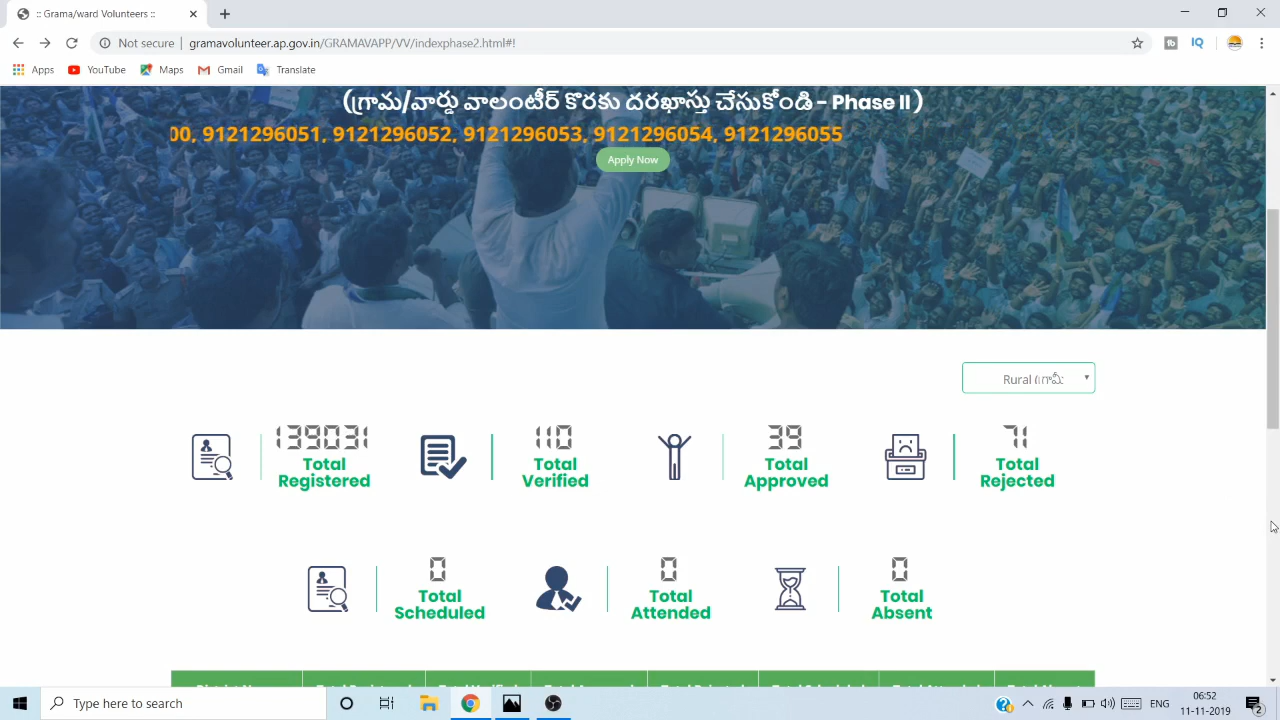 :: Grama/ward Volunteers ::
Not secure | gramavolunteer.ap.gov.in/GRAMAVAPP/VV/indexphase2.html#!
Apps YouTube Maps Gmail Translate
(గ్రామ/వార్డు వాలంటీర్ కొరకు దరఖాస్తు చేసుకోండి - Phase II )
00, 9121296051, 9121296052, 9121296053, 9121296054, 9121296055
Apply Now
Rural
139031 110 39 71
Total Registered Total Verified Total Approved Total Rejected
0 0 0
Total Scheduled Total Attended Total Absent
Type here to search
ENG
06:52
11-11-2019
2